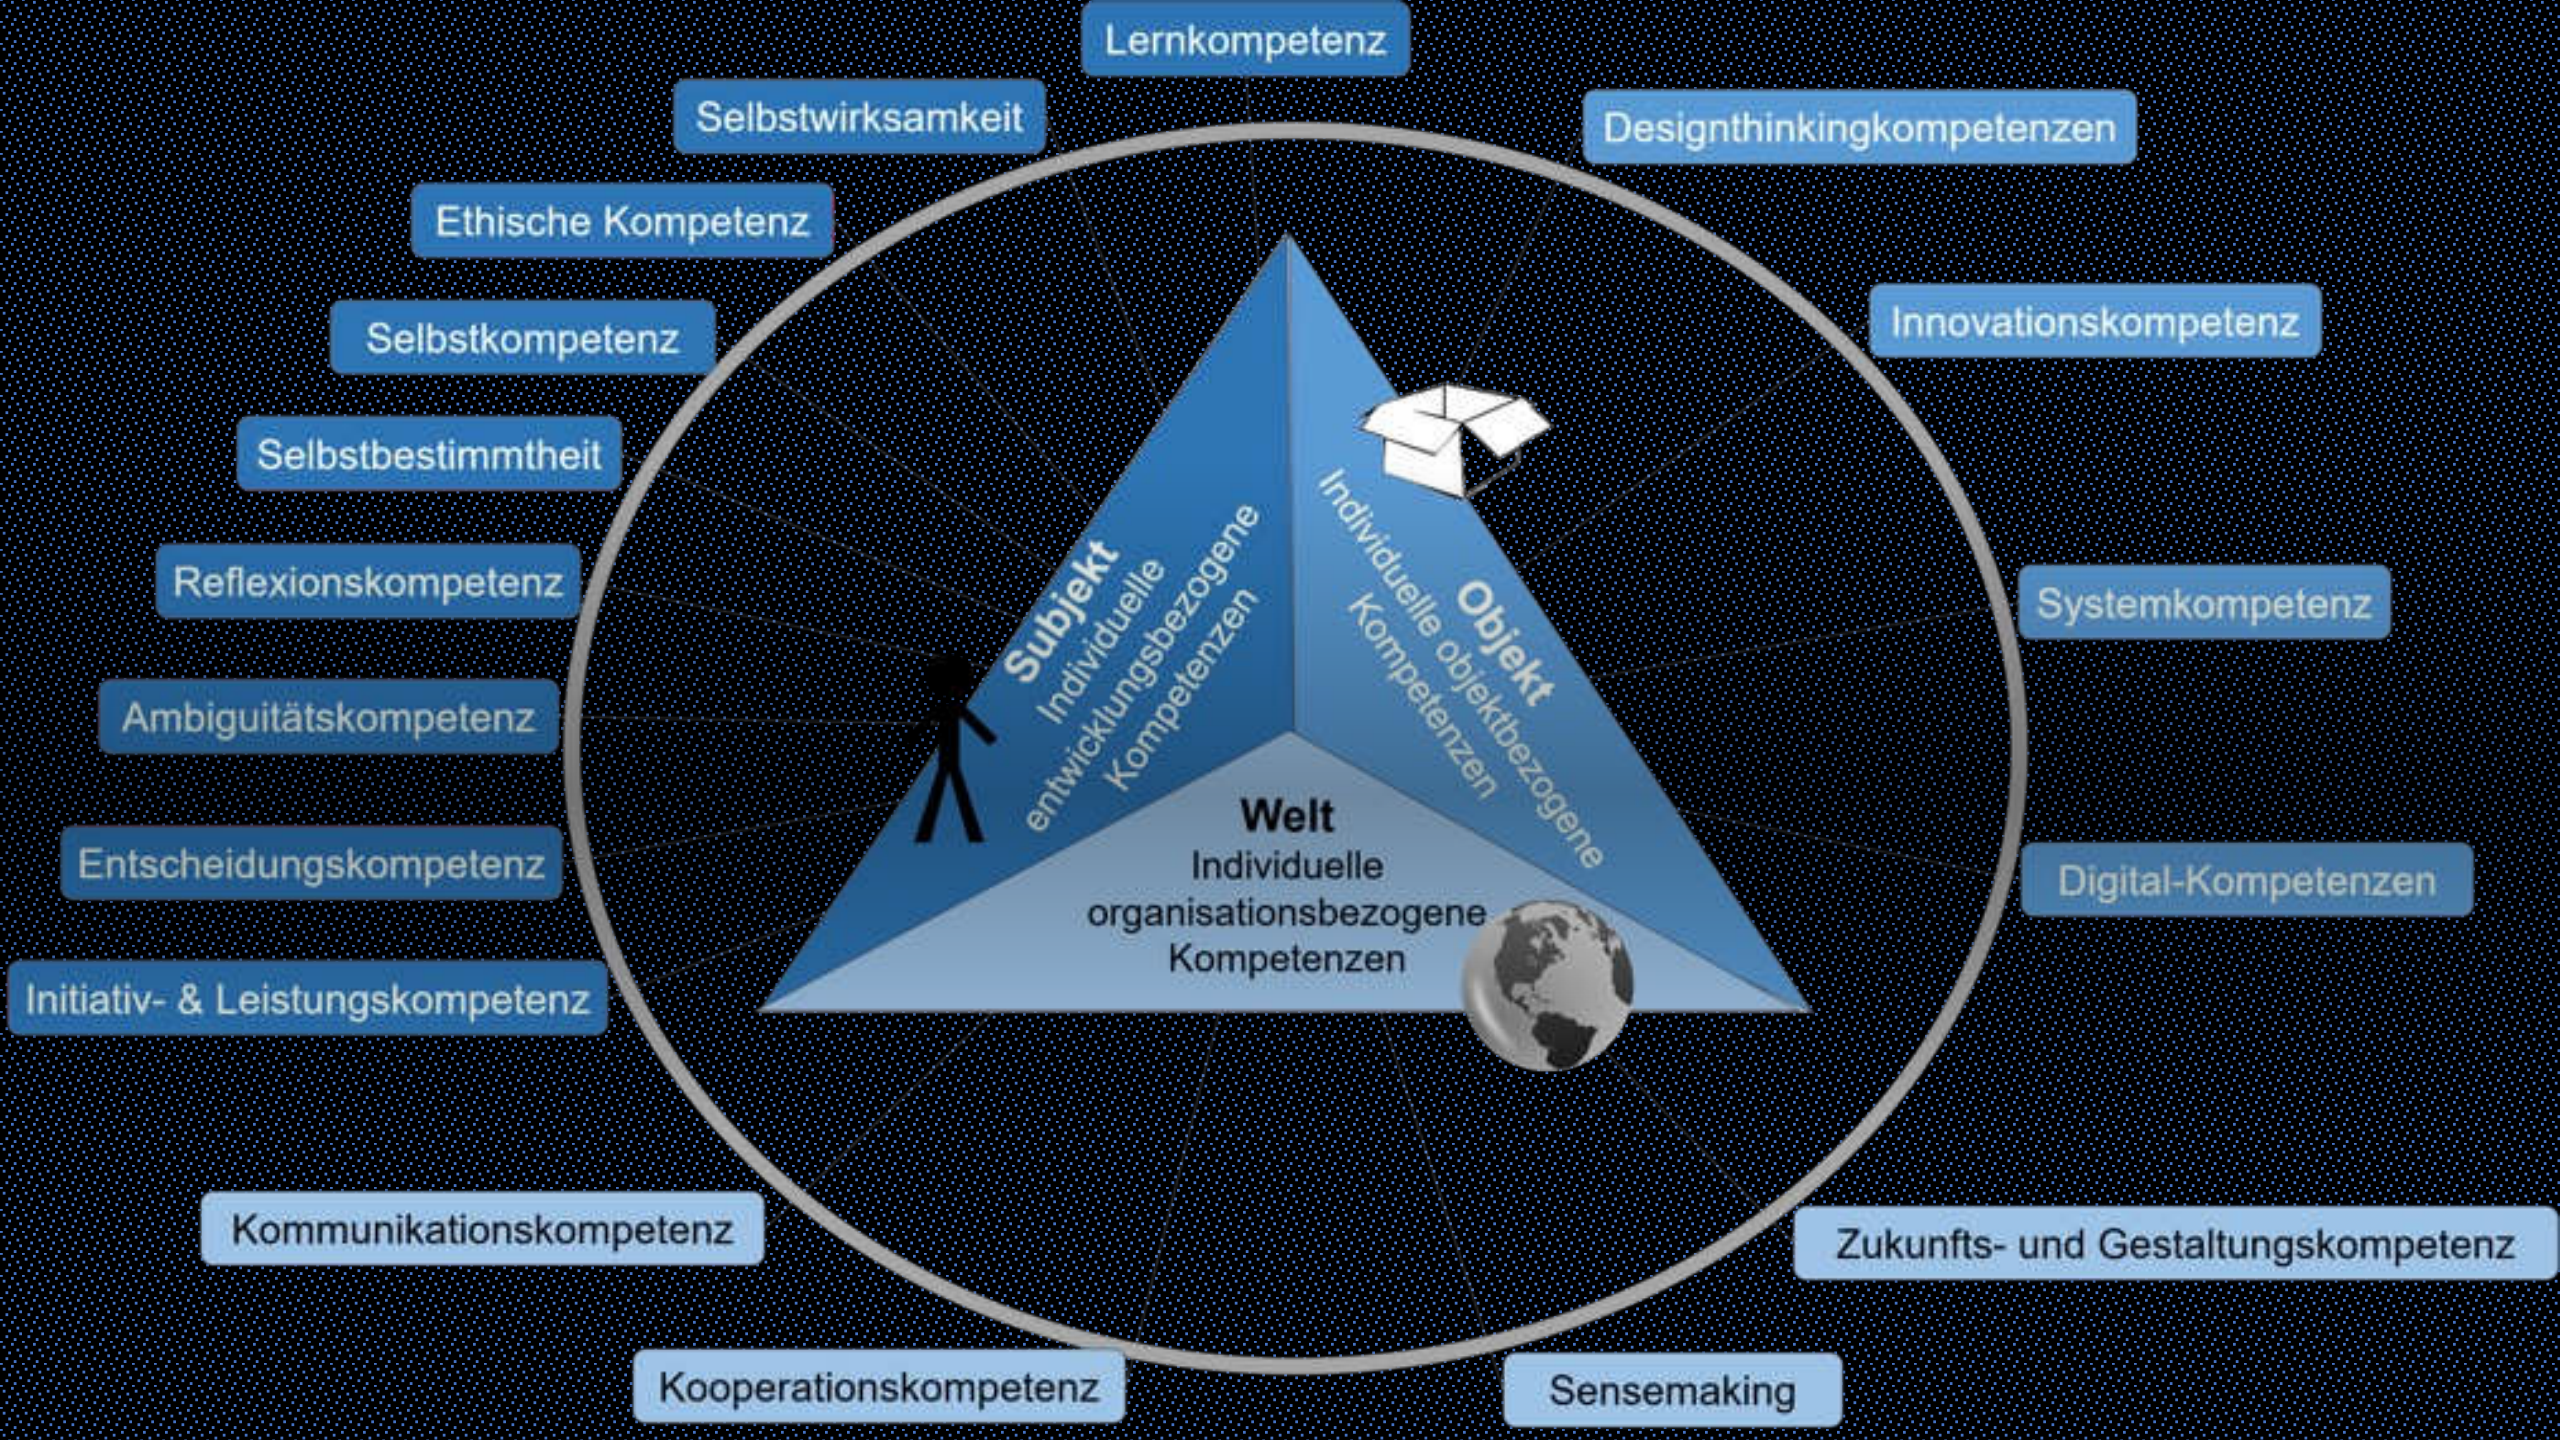 Lernkompetenz
Selbstwirksamkeit
Designthinkingkompetenzen
Ethische Kompetenz
Innovationskompetenz
Selbstkompetenz
Selbstbestimmtheit
Reflexionskompetenz
Systemkompetenz
Ambiguitätskompetenz
Entscheidungskompetenz
Digital-Kompetenzen
Initiativ- & Leistungskompetenz
Subjekt
Individuelle
entwicklungsbezogene
Kompetenzen
Objekt
Individuelle objektbezogene
Kompetenzen
Welt
Individuelle
organisationsbezogene
Kompetenzen
Kommunikationskompetenz
Zukunfts- und Gestaltungskompetenz
Kooperationskompetenz
Sensemaking